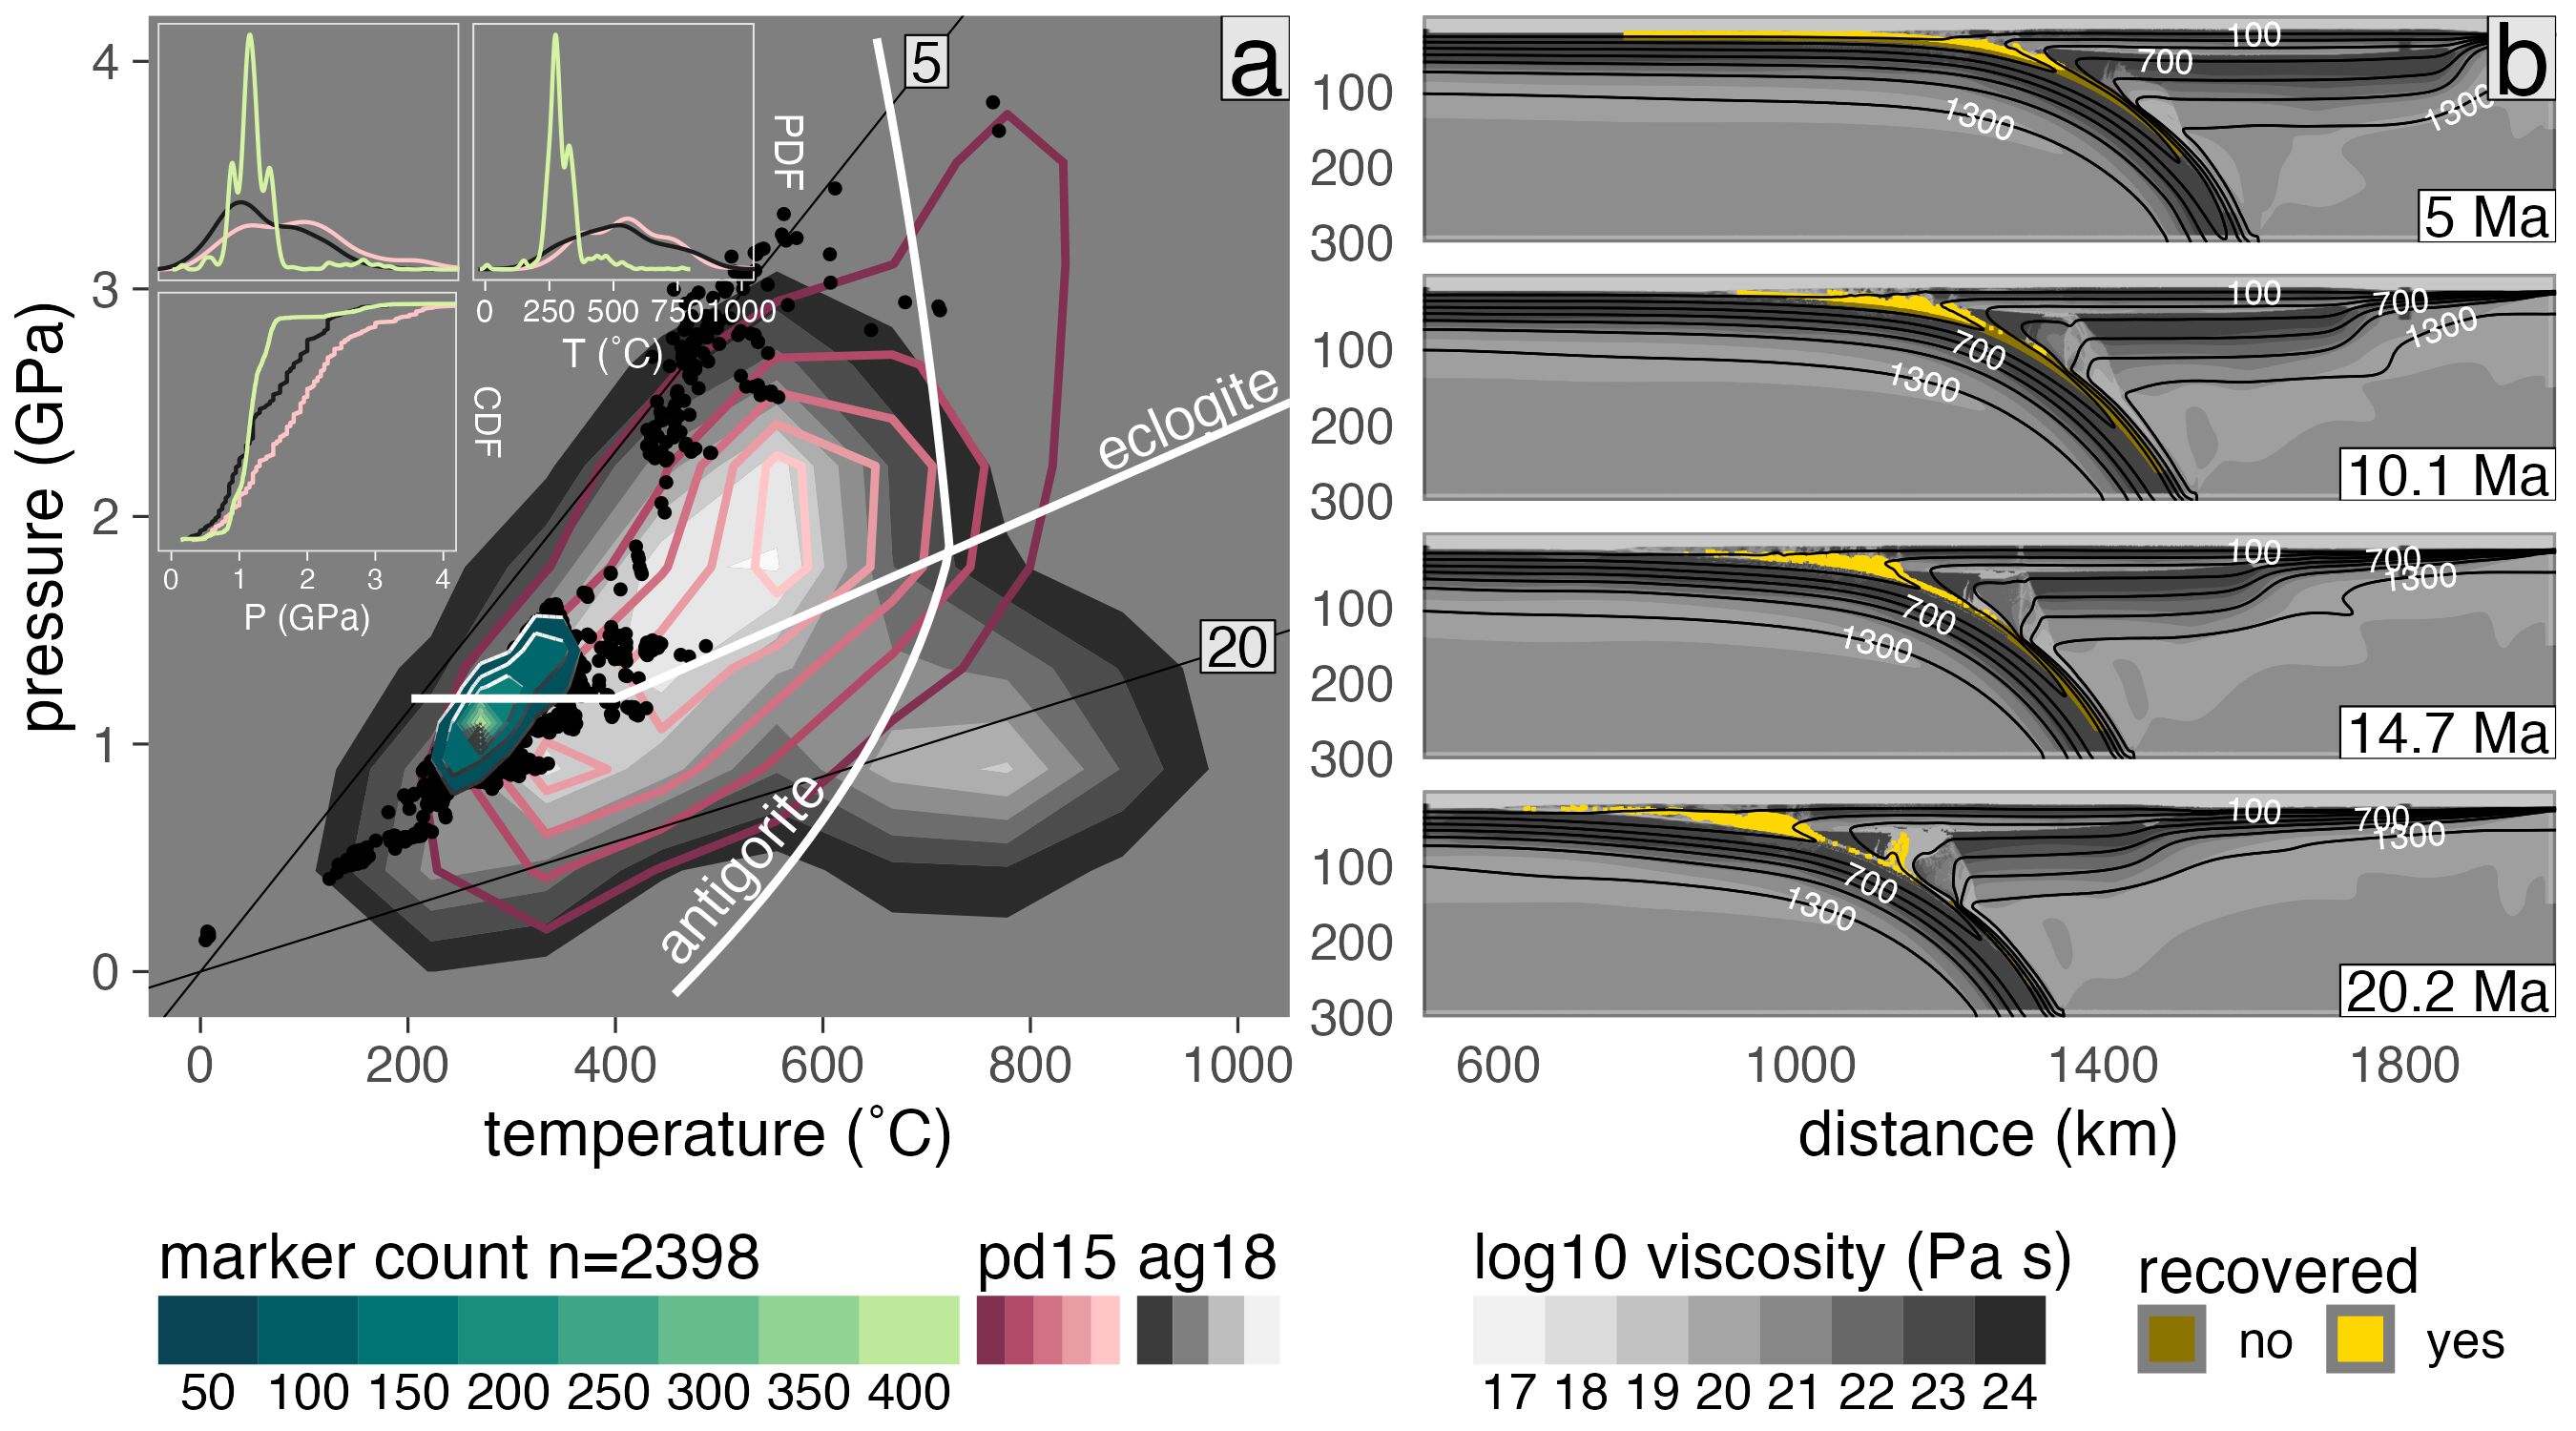 a
4
3
2
1
0
pressure (GPa)
0
200
400
600
800
1000
temperature (˚C)
5
20
eclogite
antigorite
PDF
0
250
500
750
1000
T (˚C)
CDF
0
1
2
3
4
P (GPa)
b
100
200
300
100
700
1300
1300
5 Ma
100
200
300
100
700
1300
700
1300
10.1 Ma
100
200
300
100
700
1300
700
1300
14.7 Ma
100
200
300
100
700
1300
700
1300
20.2 Ma
600
1000
1400
1800
distance (km)
marker count n=2398
50 100 150 200 250 300 350 400
pd15 ag18
log10 viscosity (Pa s)
17 18 19 20 21 22 23 24
recovered
no
yes